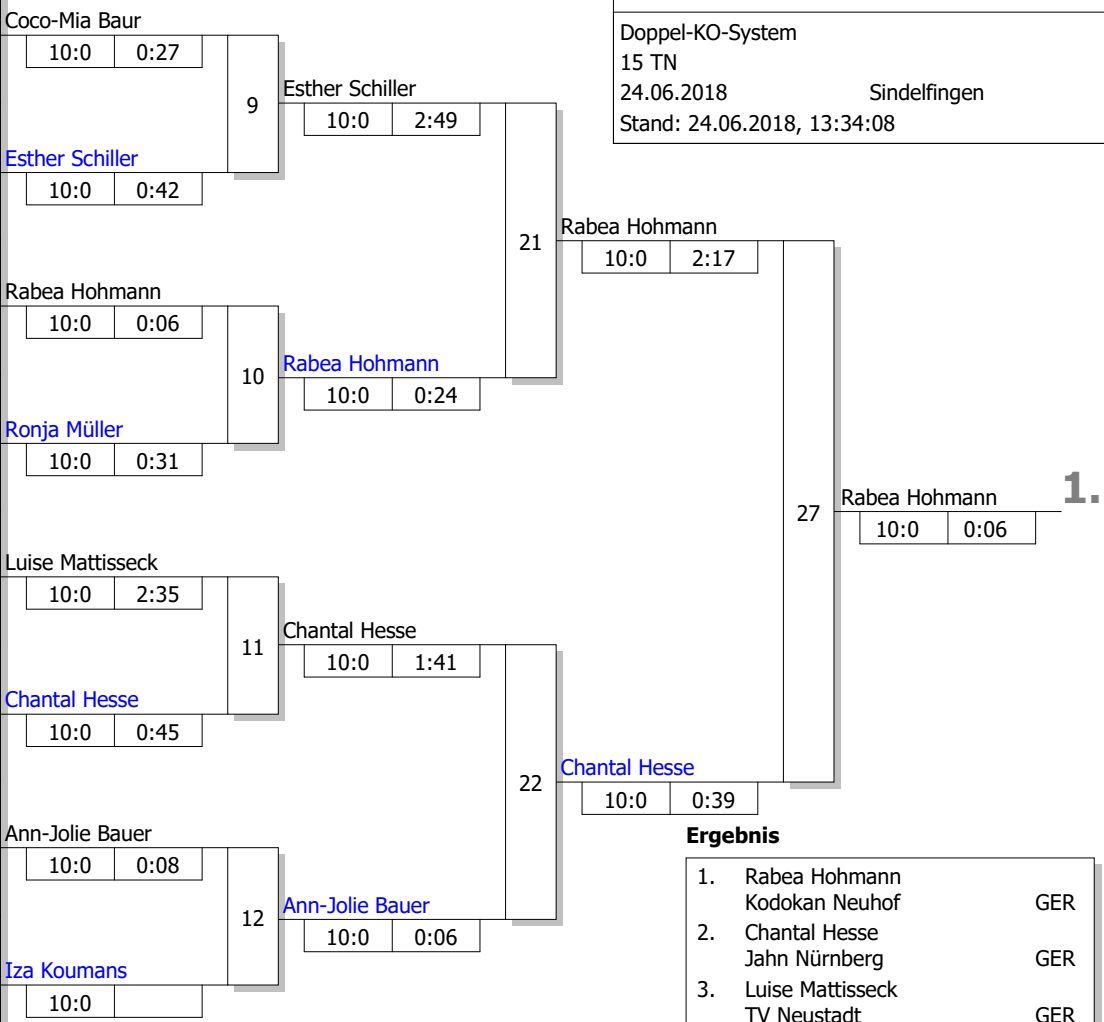 Doppel-KO-System
15 TN
24.06.2018 Sindelfingen
Stand: 24.06.2018, 13:34:08
Coco-Mia Baur
10:0 0:27
9
Esther Schiller
10:0 2:49
Esther Schiller
10:0 0:42
21
Rabea Hohmann
10:0 2:17
Rabea Hohmann
10:0 0:06
10
Rabea Hohmann
10:0 0:24
Ronja Müller
10:0 0:31
27
Rabea Hohmann 1.
10:0 0:06
Luise Mattisseck
10:0 2:35
11
Chantal Hesse
10:0 1:41
Chantal Hesse
10:0 0:45
22
Chantal Hesse
10:0 0:39
Ann-Jolie Bauer
10:0 0:08
12
Ann-Jolie Bauer
10:0 0:06
Iza Koumans
10:0
Ergebnis
1. Rabea Hohmann
Kodokan Neuhof GER
2. Chantal Hesse
Jahn Nürnberg GER
3. Luise Mattisseck
TV Neustadt GER